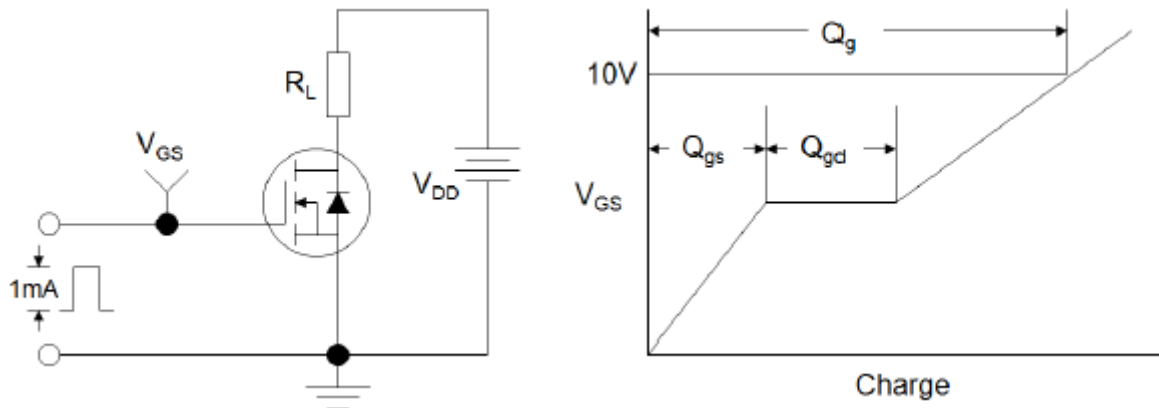 R_L
V_GS
V_DD
1mA
Q_g
10V
Q_gs
Q_gd
V_GS
Charge